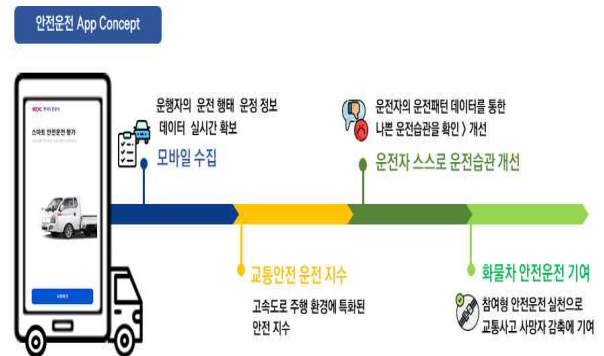 안전운전 App Concept
스마트 안전운전 평가
운행자의 운전 행태 운정 정보
데이터 실시간 확보
모바일 수집
운전자의 운전패턴 데이터를 통한
나쁜 운전습관을 확인 > 개선
운전자 스스로 운전습관 개선
교통안전 운전 지수
고속도로 주행 환경에 특화된
안전 지수
화물차 안전운전 기여
참여형 안전운전 실천으로
교통사고 사망자 감축에 기여